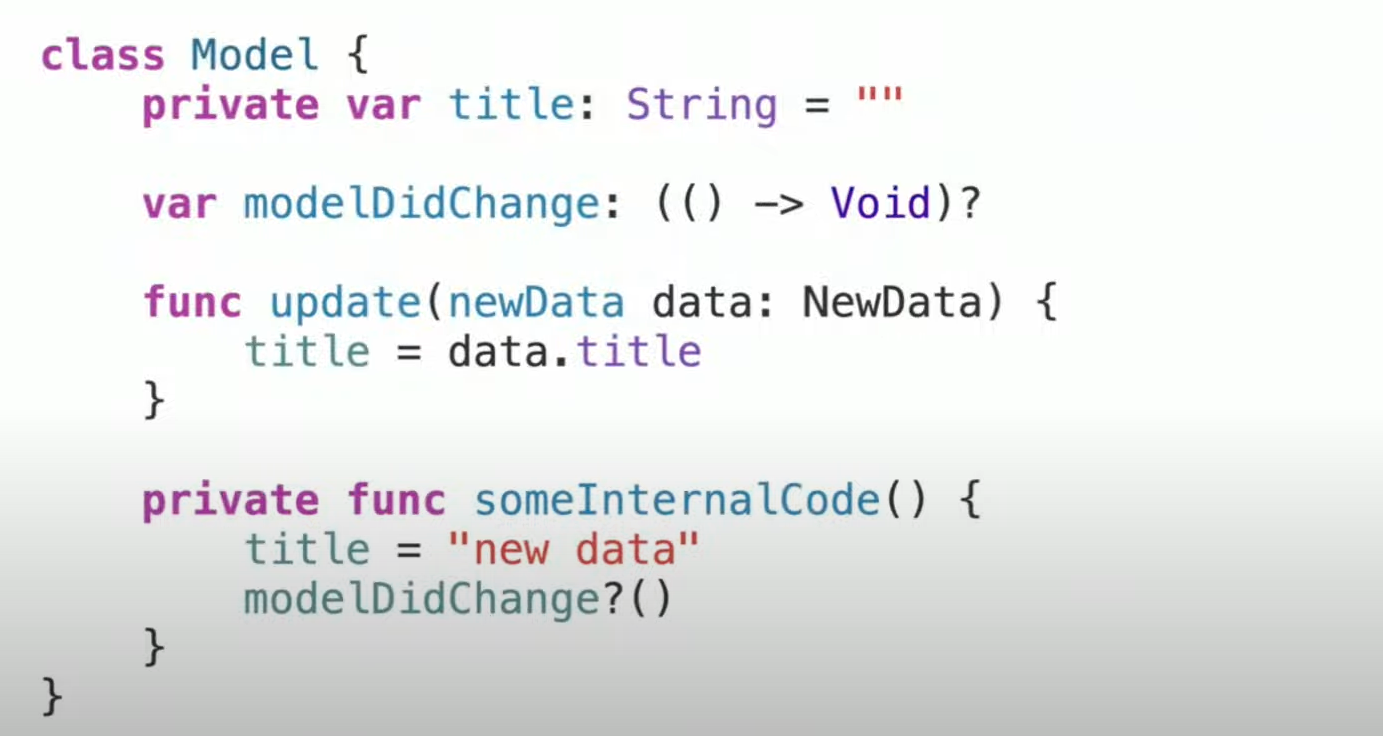 class Model {
    private var title: String = ""
    var modelDidChange: (() -> Void)?
    func update(newData data: NewData) {
        title = data.title
    }
    private func someInternalCode() {
        title = "new data"
        modelDidChange?()
    }
}